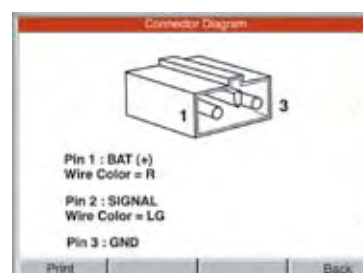 Connector Diagram
1
3
Pin 1 : BAT (+)
Wire Color = R
Pin 2 : SIGNAL
Wire Color = LG
Pin 3 : GND
Print
Back